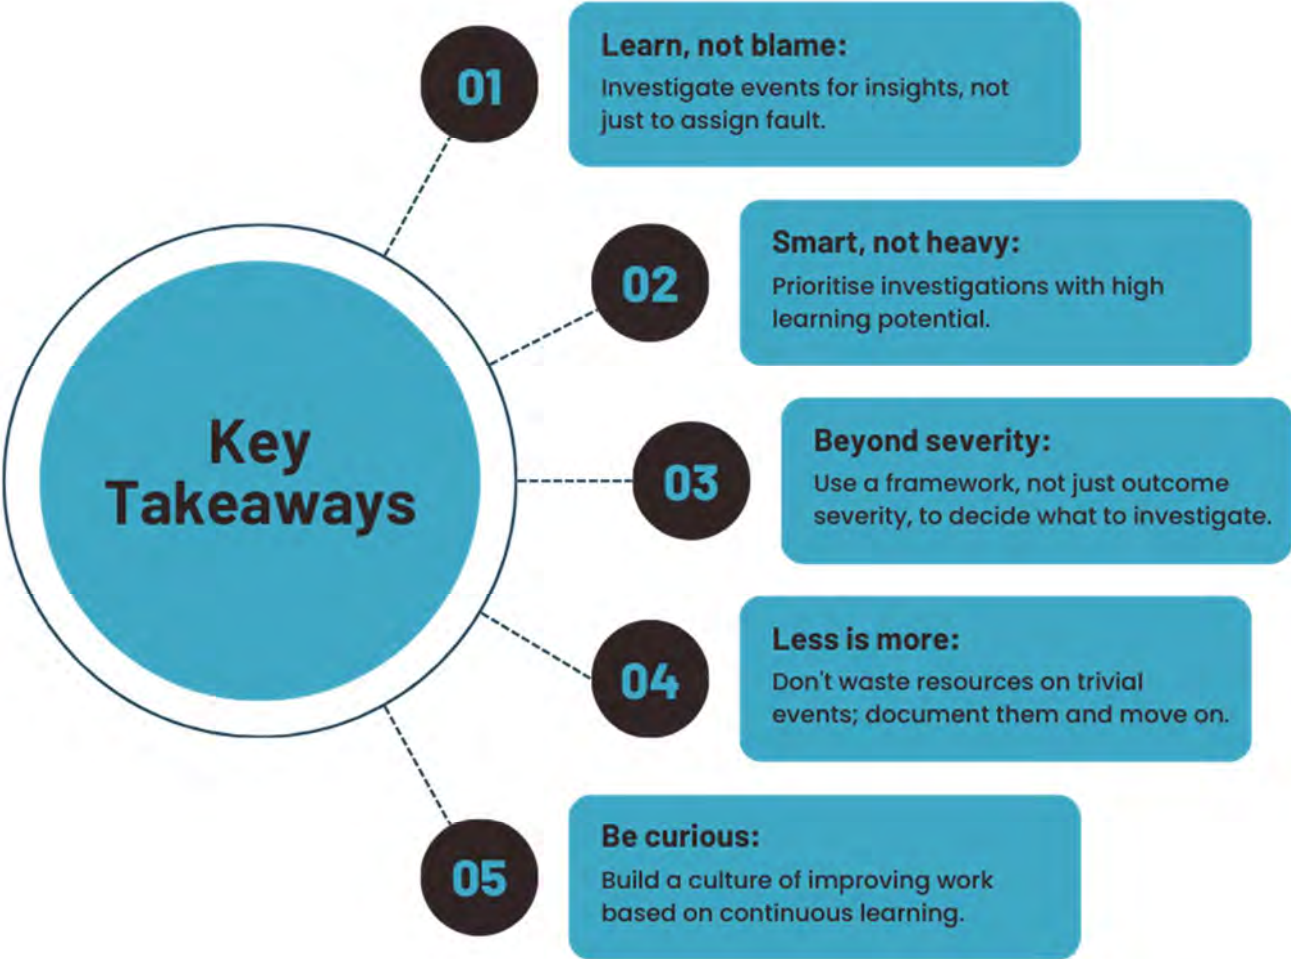 Key
Takeaways
01
Learn, not blame:
Investigate events for insights, not
just to assign fault.
02
Smart, not heavy:
Prioritise investigations with high
learning potential.
03
Beyond severity:
Use a framework, not just outcome
severity, to decide what to investigate.
04
Less is more:
Don't waste resources on trivial
events; document them and move on.
05
Be curious:
Build a culture of improving work
based on continuous learning.